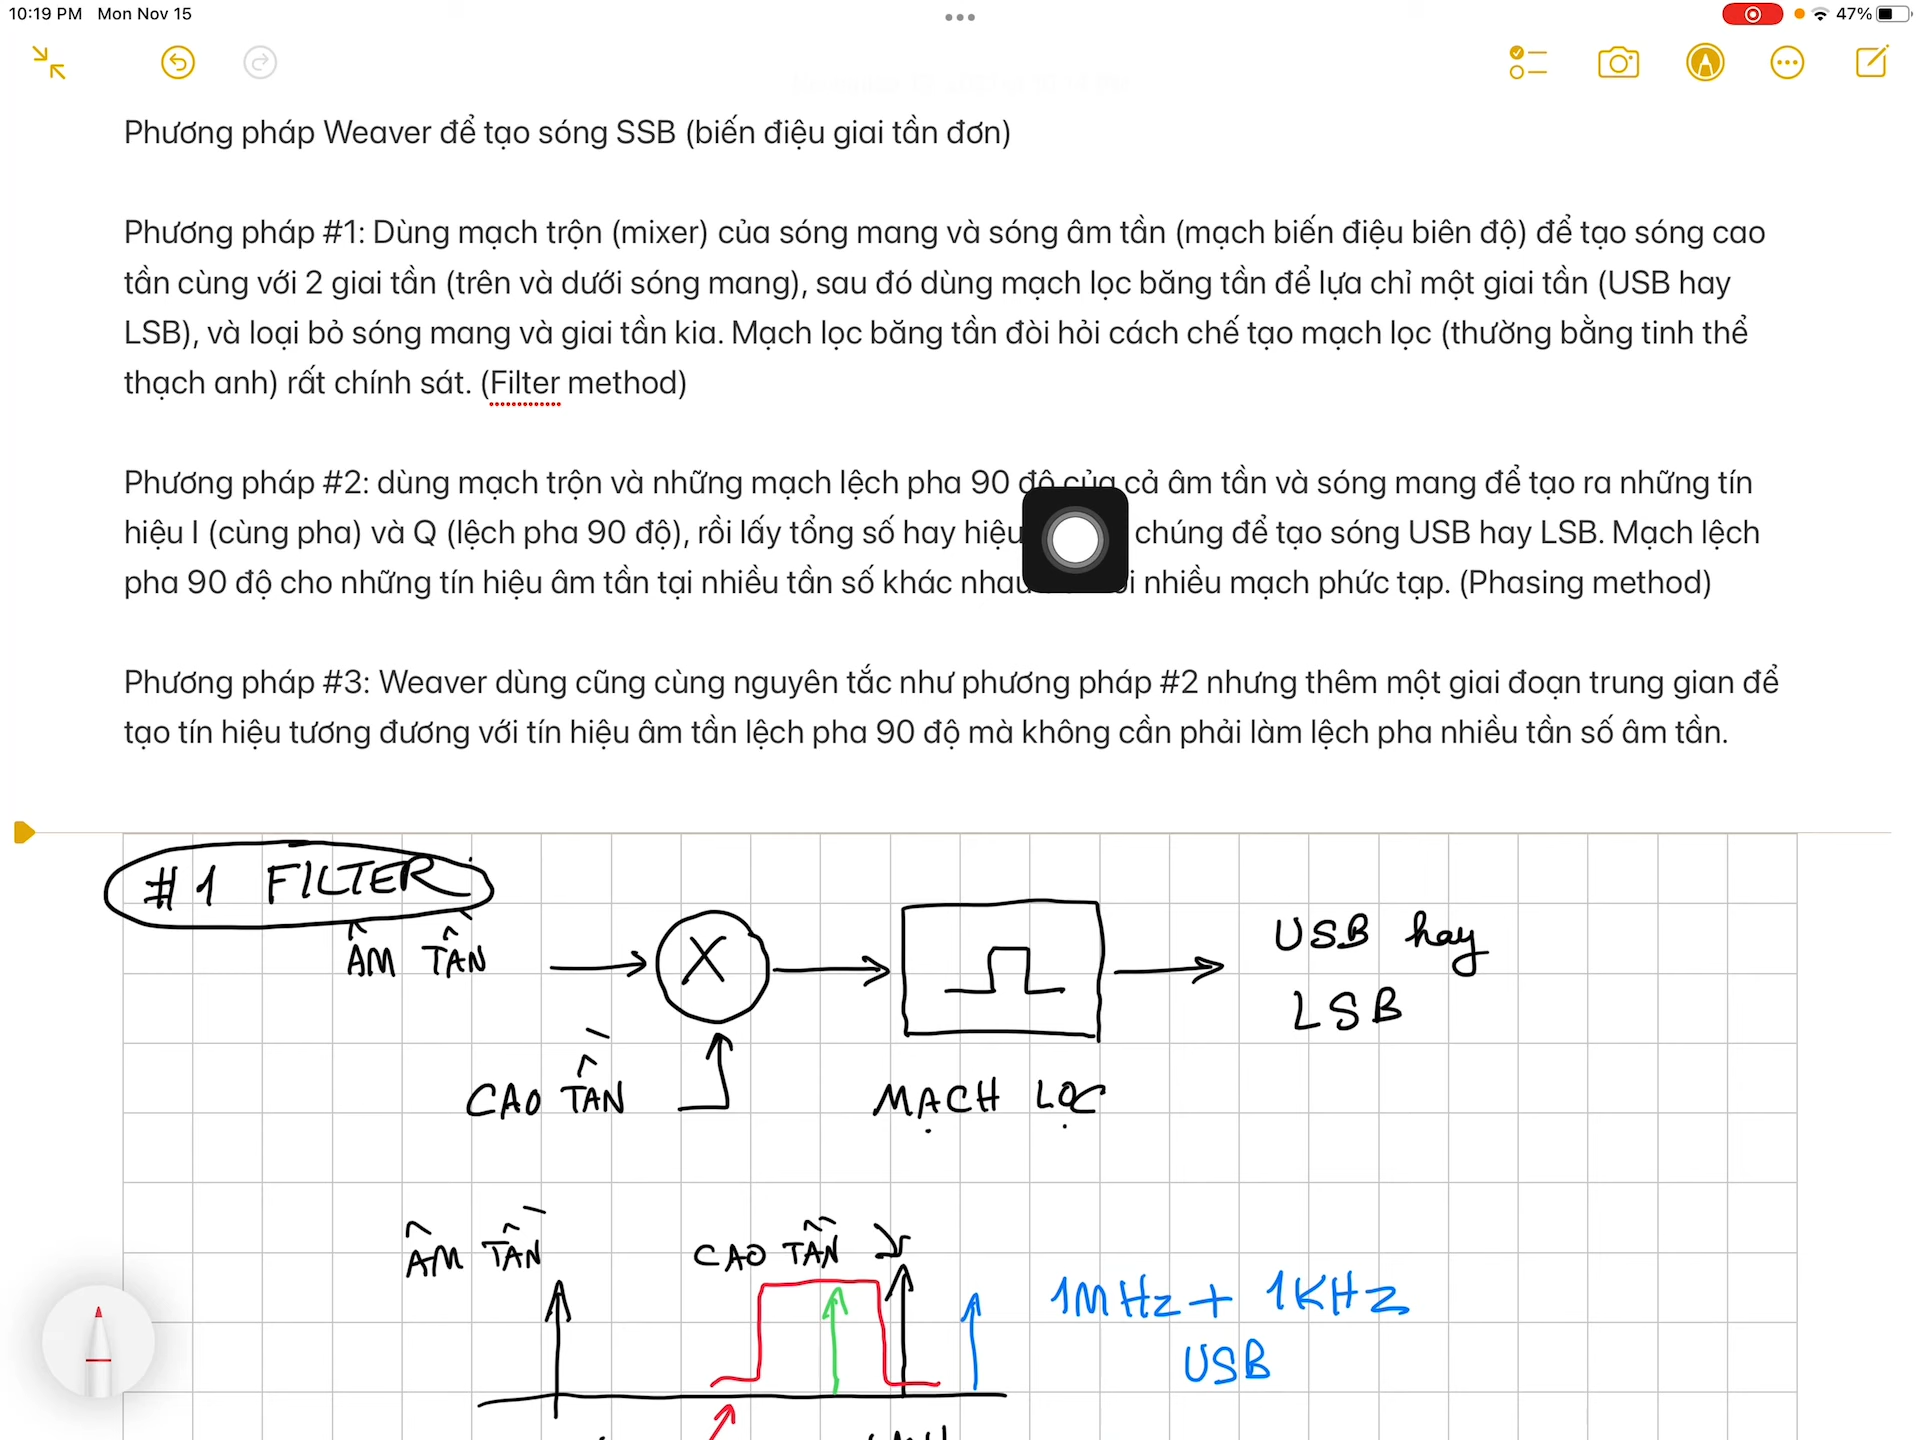 10:19 PM Mon Nov 15
47%
Phương pháp Weaver để tạo sóng SSB (biến điệu giai tần đơn)
Phương pháp #1: Dùng mạch trộn (mixer) của sóng mang và sóng âm tần (mạch biến điệu biên độ) để tạo sóng cao
tần cùng với 2 giai tần (trên và dưới sóng mang), sau đó dùng mạch lọc băng tần để lựa chỉ một giai tần (USB hay
LSB), và loại bỏ sóng mang và giai tần kia. Mạch lọc băng tần đòi hỏi cách chế tạo mạch lọc (thường bằng tinh thể
thạch anh) rất chính sát. (Filter method)
Phương pháp #2: dùng mạch trộn và những mạch lệch pha 90 độ của cả âm tần và sóng mang để tạo ra những tín
hiệu I (cùng pha) và Q (lệch pha 90 độ), rồi lấy tổng số hay hiệu chúng để tạo sóng USB hay LSB. Mạch lệch
pha 90 độ cho những tín hiệu âm tần tại nhiều tần số khác nhau nhiều mạch phức tạp. (Phasing method)
Phương pháp #3: Weaver dùng cũng cùng nguyên tắc như phương pháp #2 nhưng thêm một giai đoạn trung gian để
tạo tín hiệu tương đương với tín hiệu âm tần lệch pha 90 độ mà không cần phải làm lệch pha nhiều tần số âm tần.
#1 FILTER
ÂM TẦN
X
USB hay
LSB
CAO TẦN
MẠCH LỌC
ÂM TẦN
CAO TẦN
1MHz + 1KHz
USB